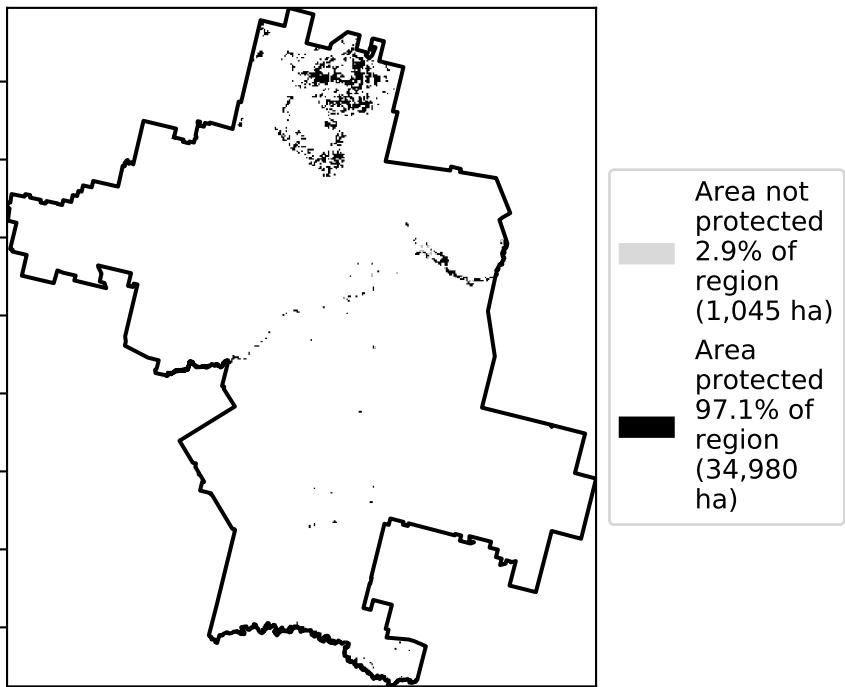 Area not
protected
2.9% of
region
(1,045 ha)
Area
protected
97.1% of
region
(34,980
ha)